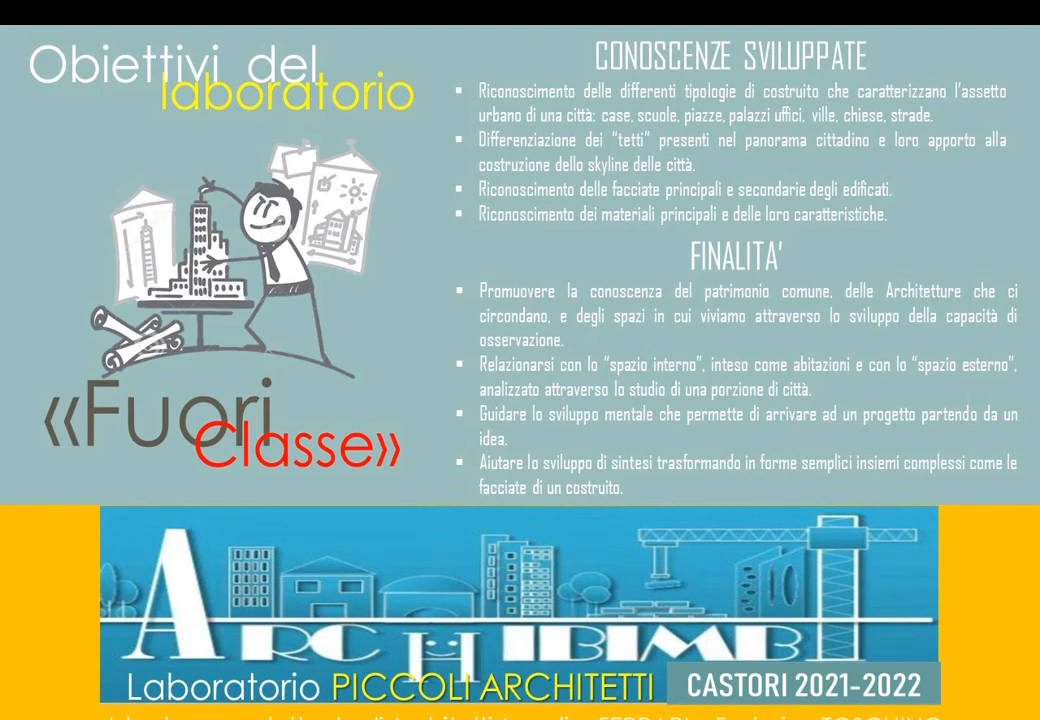 Obiettivi del
laboratorio
«Fuori
Classe»
CONOSCENZE SVILUPPATE
▪ Riconoscimento delle differenti tipologie di costruito che caratterizzano l'assetto
urbano di una città: case, scuole, piazze, palazzi uffici, ville, chiese, strade.
▪ Differenziazione dei "tetti" presenti nel panorama cittadino e loro apporto alla
costruzione dello skyline delle città.
▪ Riconoscimento delle facciate principali e secondarie degli edificati.
▪ Riconoscimento dei materiali principali e delle loro caratteristiche.
FINALITA'
▪ Promuovere la conoscenza del patrimonio comune, delle Architetture che ci
circondano, e degli spazi in cui viviamo attraverso lo sviluppo della capacità di
osservazione.
▪ Relazionarsi con lo "spazio interno", inteso come abitazioni e con lo "spazio esterno",
analizzato attraverso lo studio di una porzione di città.
▪ Guidare lo sviluppo mentale che permette di arrivare ad un progetto partendo da un
idea.
▪ Aiutare lo sviluppo di sintesi trasformando in forme semplici insiemi complessi come le
facciate di un costruito.
ARCHIBIMBI
Laboratorio PICCOLI ARCHITETTI
CASTORI 2021-2022